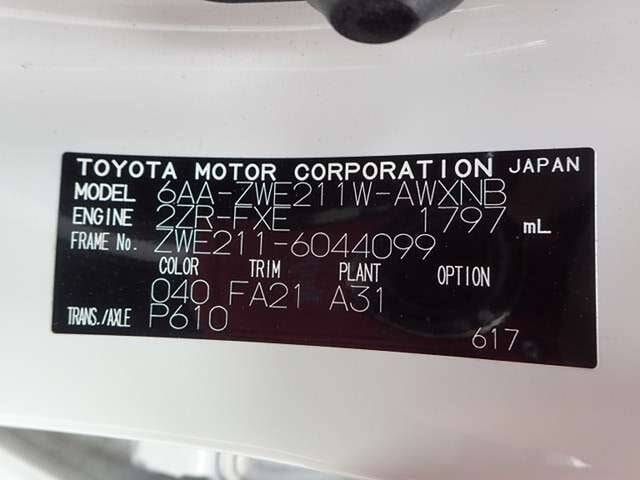 TOYOTA MOTOR CORPORATION JAPAN
MODEL 6AA-ZWE211W-AWXNB
ENGINE 2ZR-FXE 1797 mL
FRAME No. ZWE211-6044099
COLOR TRIM PLANT OPTION
040 FA21 A31
TRANS./AXLE P610
617